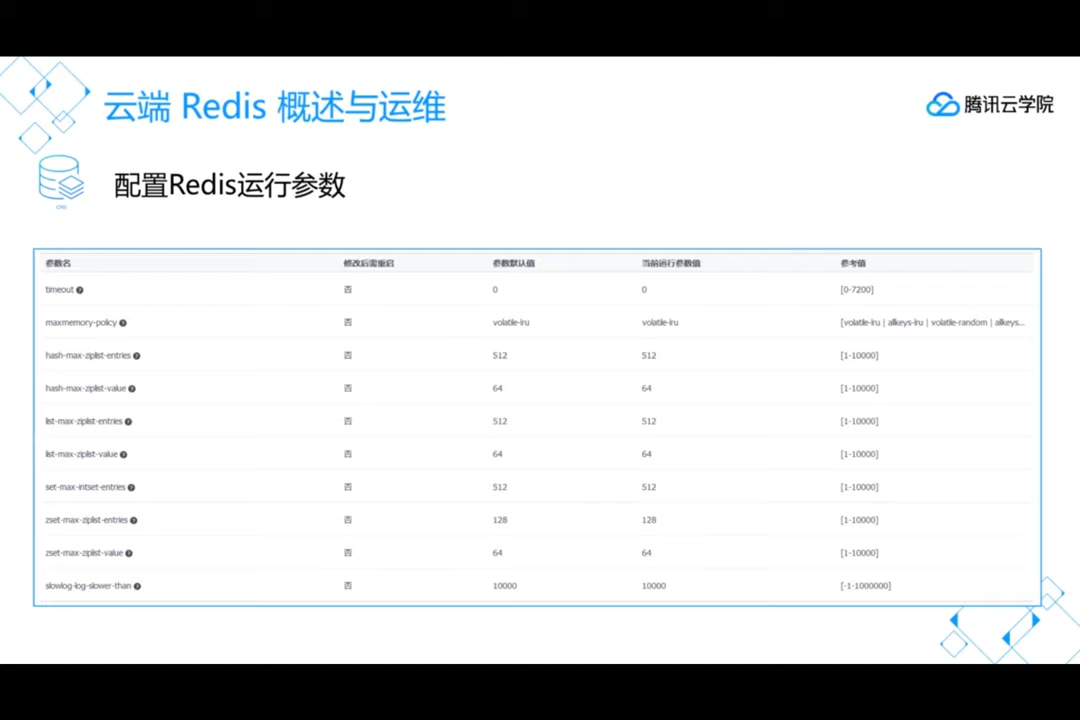 云端 Redis 概述与运维
腾讯云学院
配置Redis运行参数
参数名 修改后需重启 参数默认值 当前运行参数值 参考值
timeout 否 0 0 [0-7200]
maxmemory-policy 否 volatile-lru volatile-lru [volatile-lru | allkeys-lru | volatile-random | allkeys...
hash-max-ziplist-entries 否 512 512 [1-10000]
hash-max-ziplist-value 否 64 64 [1-10000]
list-max-ziplist-entries 否 512 512 [1-10000]
list-max-ziplist-value 否 64 64 [1-10000]
set-max-intset-entries 否 512 512 [1-10000]
zset-max-ziplist-entries 否 128 128 [1-10000]
zset-max-ziplist-value 否 64 64 [1-10000]
slowlog-log-slower-than 否 10000 10000 [-1-1000000]